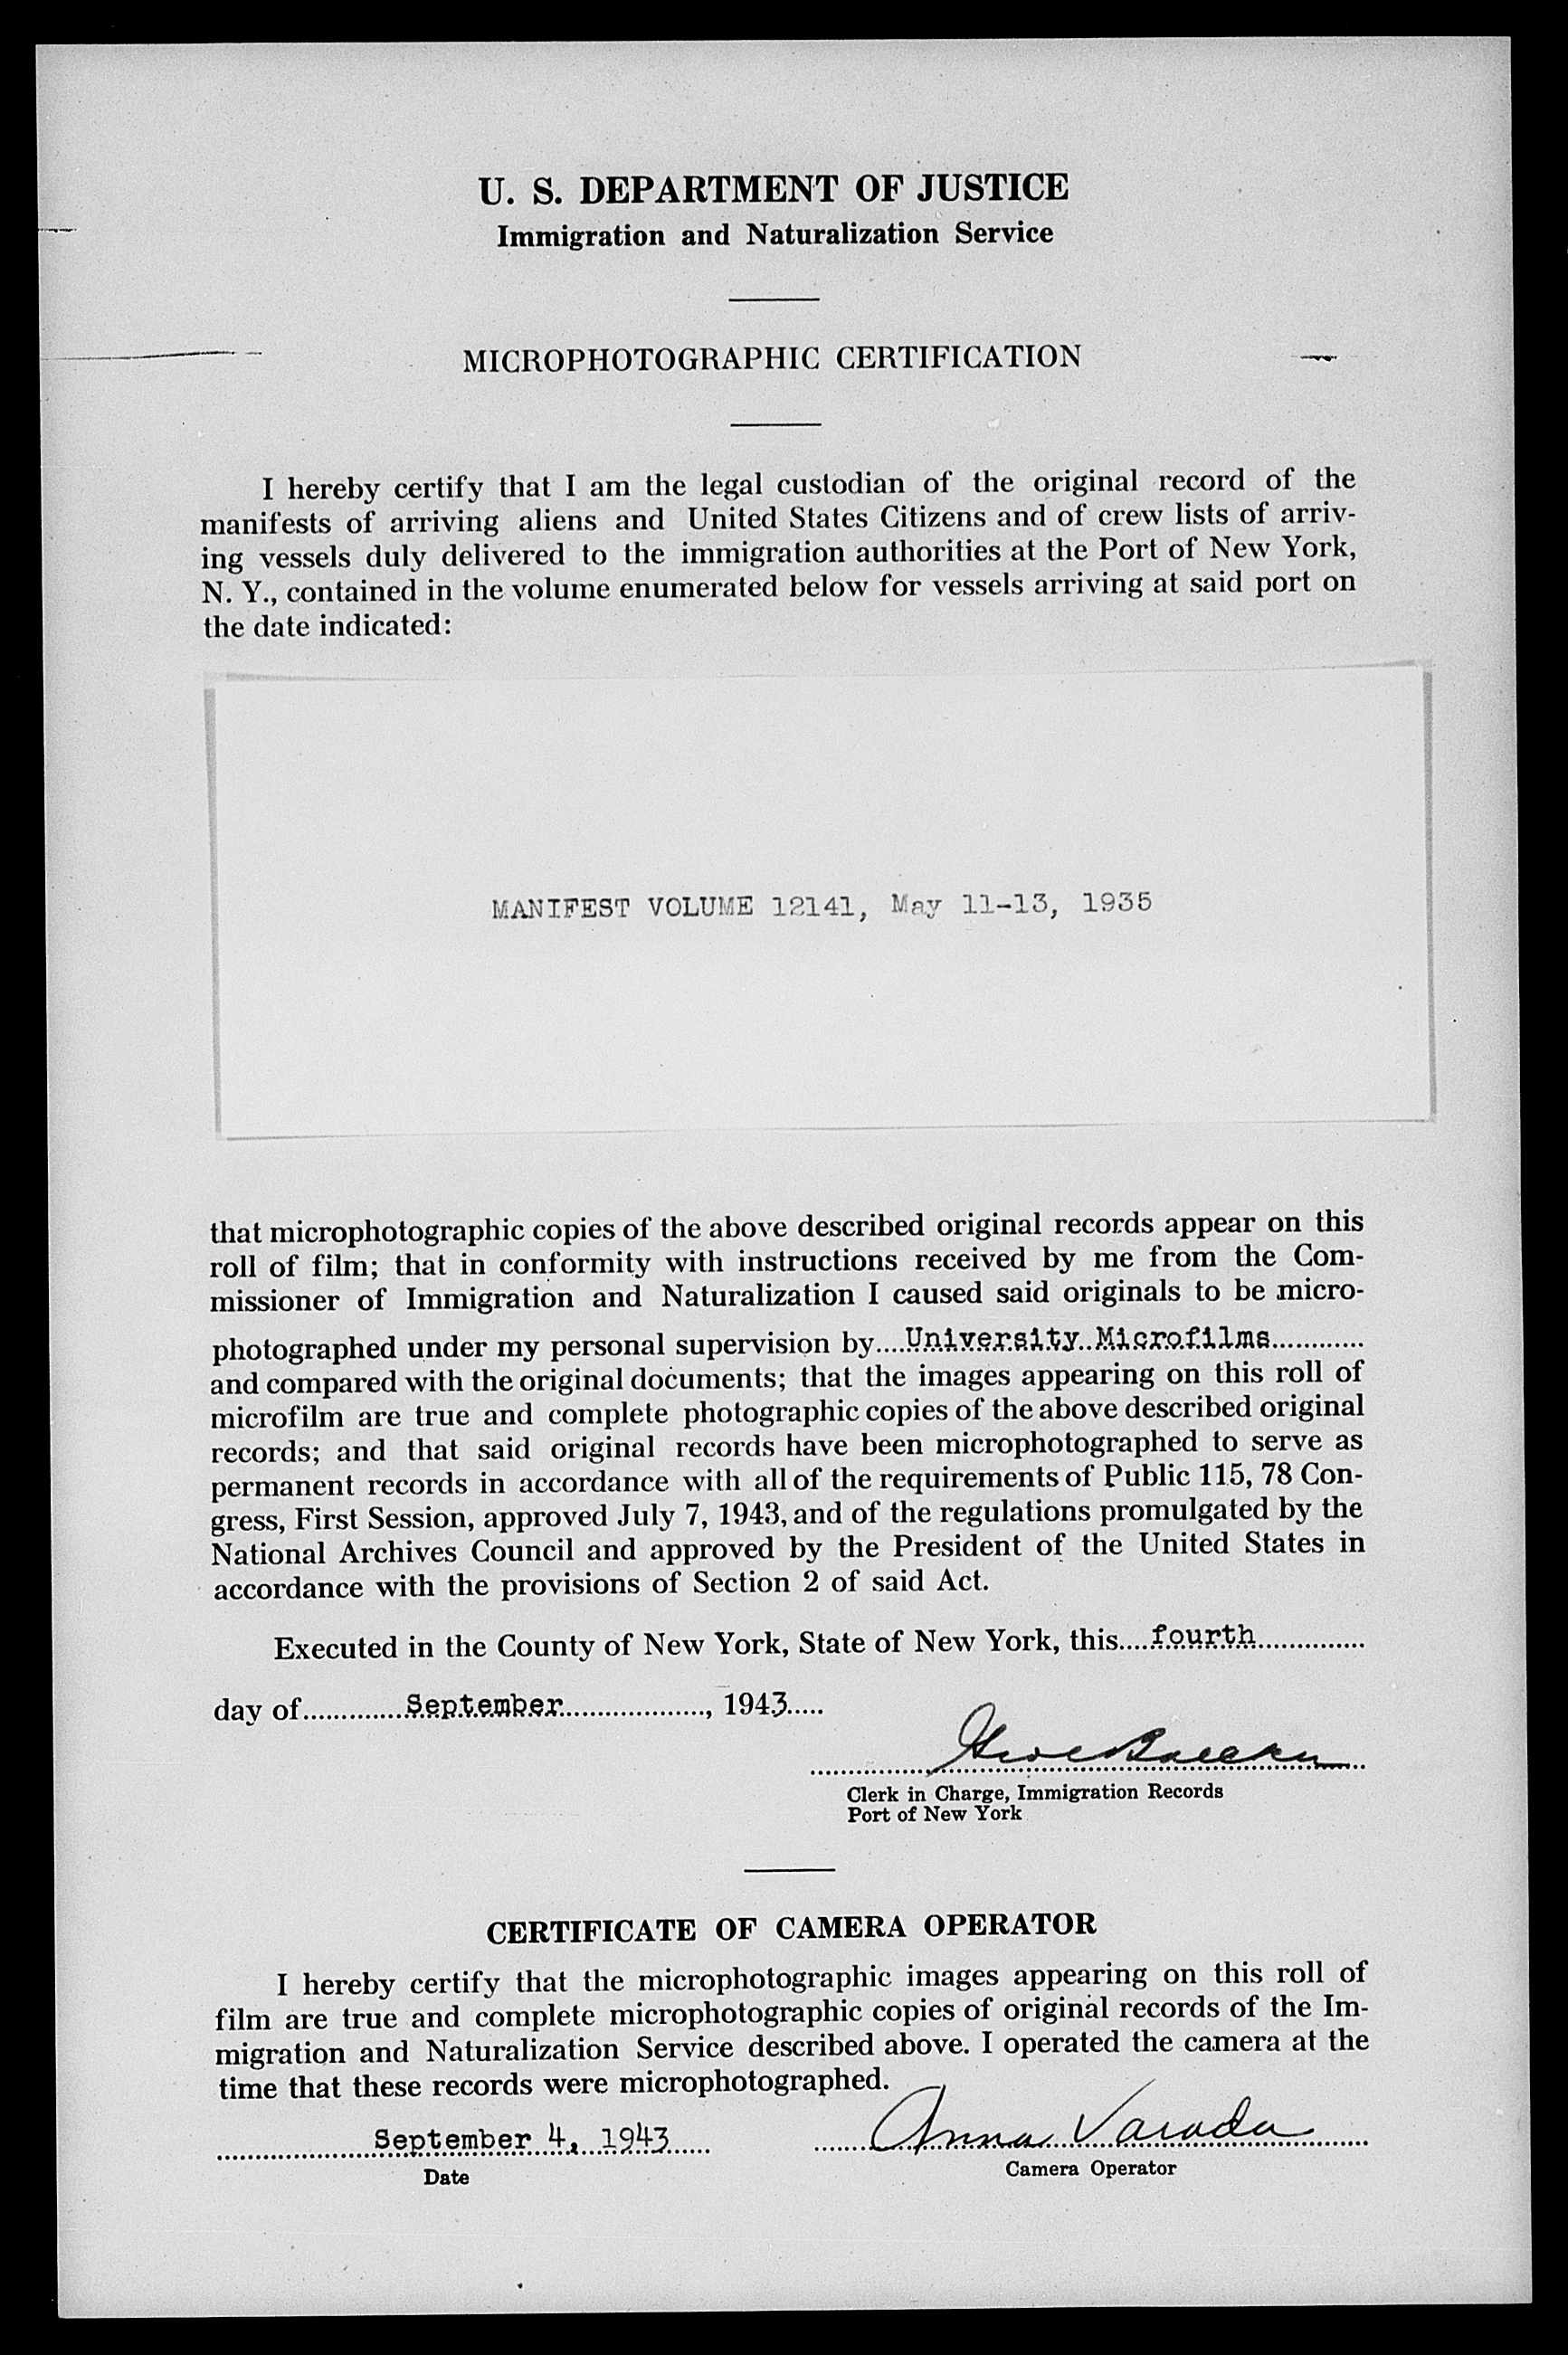 U. S. DEPARTMENT OF JUSTICE
Immigration and Naturalization Service
MICROPHOTOGRAPHIC CERTIFICATION
I hereby certify that I am the legal custodian of the original record of the
manifests of arriving aliens and United States Citizens and of crew lists of arriv-
ing vessels duly delivered to the immigration authorities at the Port of New York,
N. Y., contained in the volume enumerated below for vessels arriving at said port on
the date indicated:
MANIFEST VOLUME 12141, May 11-13, 1935
that microphotographic copies of the above described original records appear on this
roll of film; that in conformity with instructions received by me from the Com-
missioner of Immigration and Naturalization I caused said originals to be micro-
photographed under my personal supervision by....University Microfilms............
and compared with the original documents; that the images appearing on this roll of
microfilm are true and complete photographic copies of the above described original
records; and that said original records have been microphotographed to serve as
permanent records in accordance with all of the requirements of Public 115, 78 Con-
gress, First Session, approved July 7, 1943, and of the regulations promulgated by the
National Archives Council and approved by the President of the United States in
accordance with the provisions of Section 2 of said Act.
Executed in the County of New York, State of New York, this....fourth..............
day of.............September..................., 1943.....
Clerk in Charge, Immigration Records
Port of New York
CERTIFICATE OF CAMERA OPERATOR
I hereby certify that the microphotographic images appearing on this roll of
film are true and complete microphotographic copies of original records of the Im-
migration and Naturalization Service described above. I operated the camera at the
time that these records were microphotographed.
September 4, 1943 Anna Varada
Date Camera Operator